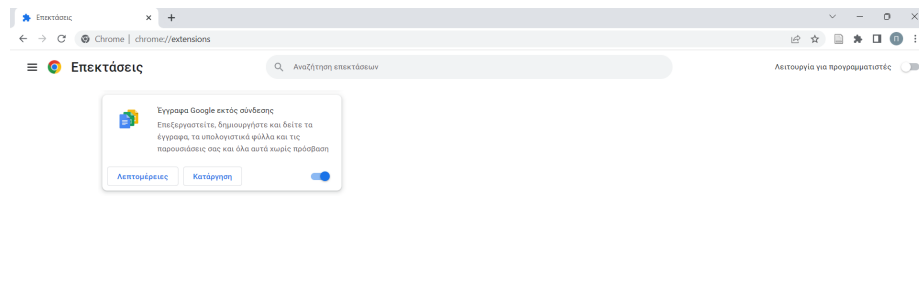 Επεκτάσεις
Chrome | chrome://extensions
Π
Επεκτάσεις
Αναζήτηση επεκτάσεων
Λειτουργία για προγραμματιστές
Έγγραφα Google εκτός σύνδεσης
Επεξεργαστείτε, δημιουργήστε και δείτε τα
έγγραφα, τα υπολογιστικά φύλλα και τις
παρουσιάσεις σας και όλα αυτά χωρίς πρόσβαση
Λεπτομέρειες
Κατάργηση